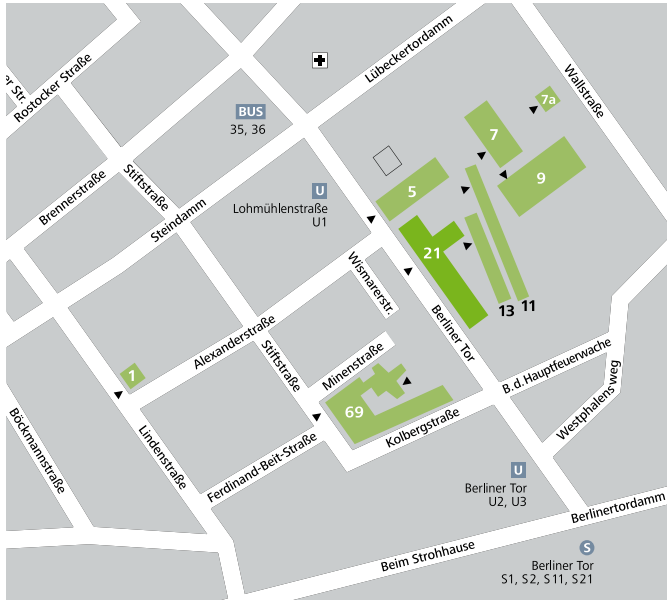 Lübeckertordamm
Wallstraße
er Str.
Rostocker Straße
BUS
35, 36
7a
7
9
5
Brennerstraße
Stiftstraße
Steindamm
U
Lohmühlenstraße
U1
21
Wismarerstr.
13
11
Berliner Tor
Alexanderstraße
Stiftstraße
Minenstraße
B.d.Hauptfeuerwache
Westphalensweg
1
69
Kolbergstraße
Böckmannstraße
Lindenstraße
Ferdinand-Beit-Straße
U
Berliner Tor
U2, U3
Berlinertordamm
Beim Strohhause
S
Berliner Tor
S1, S2, S11, S21